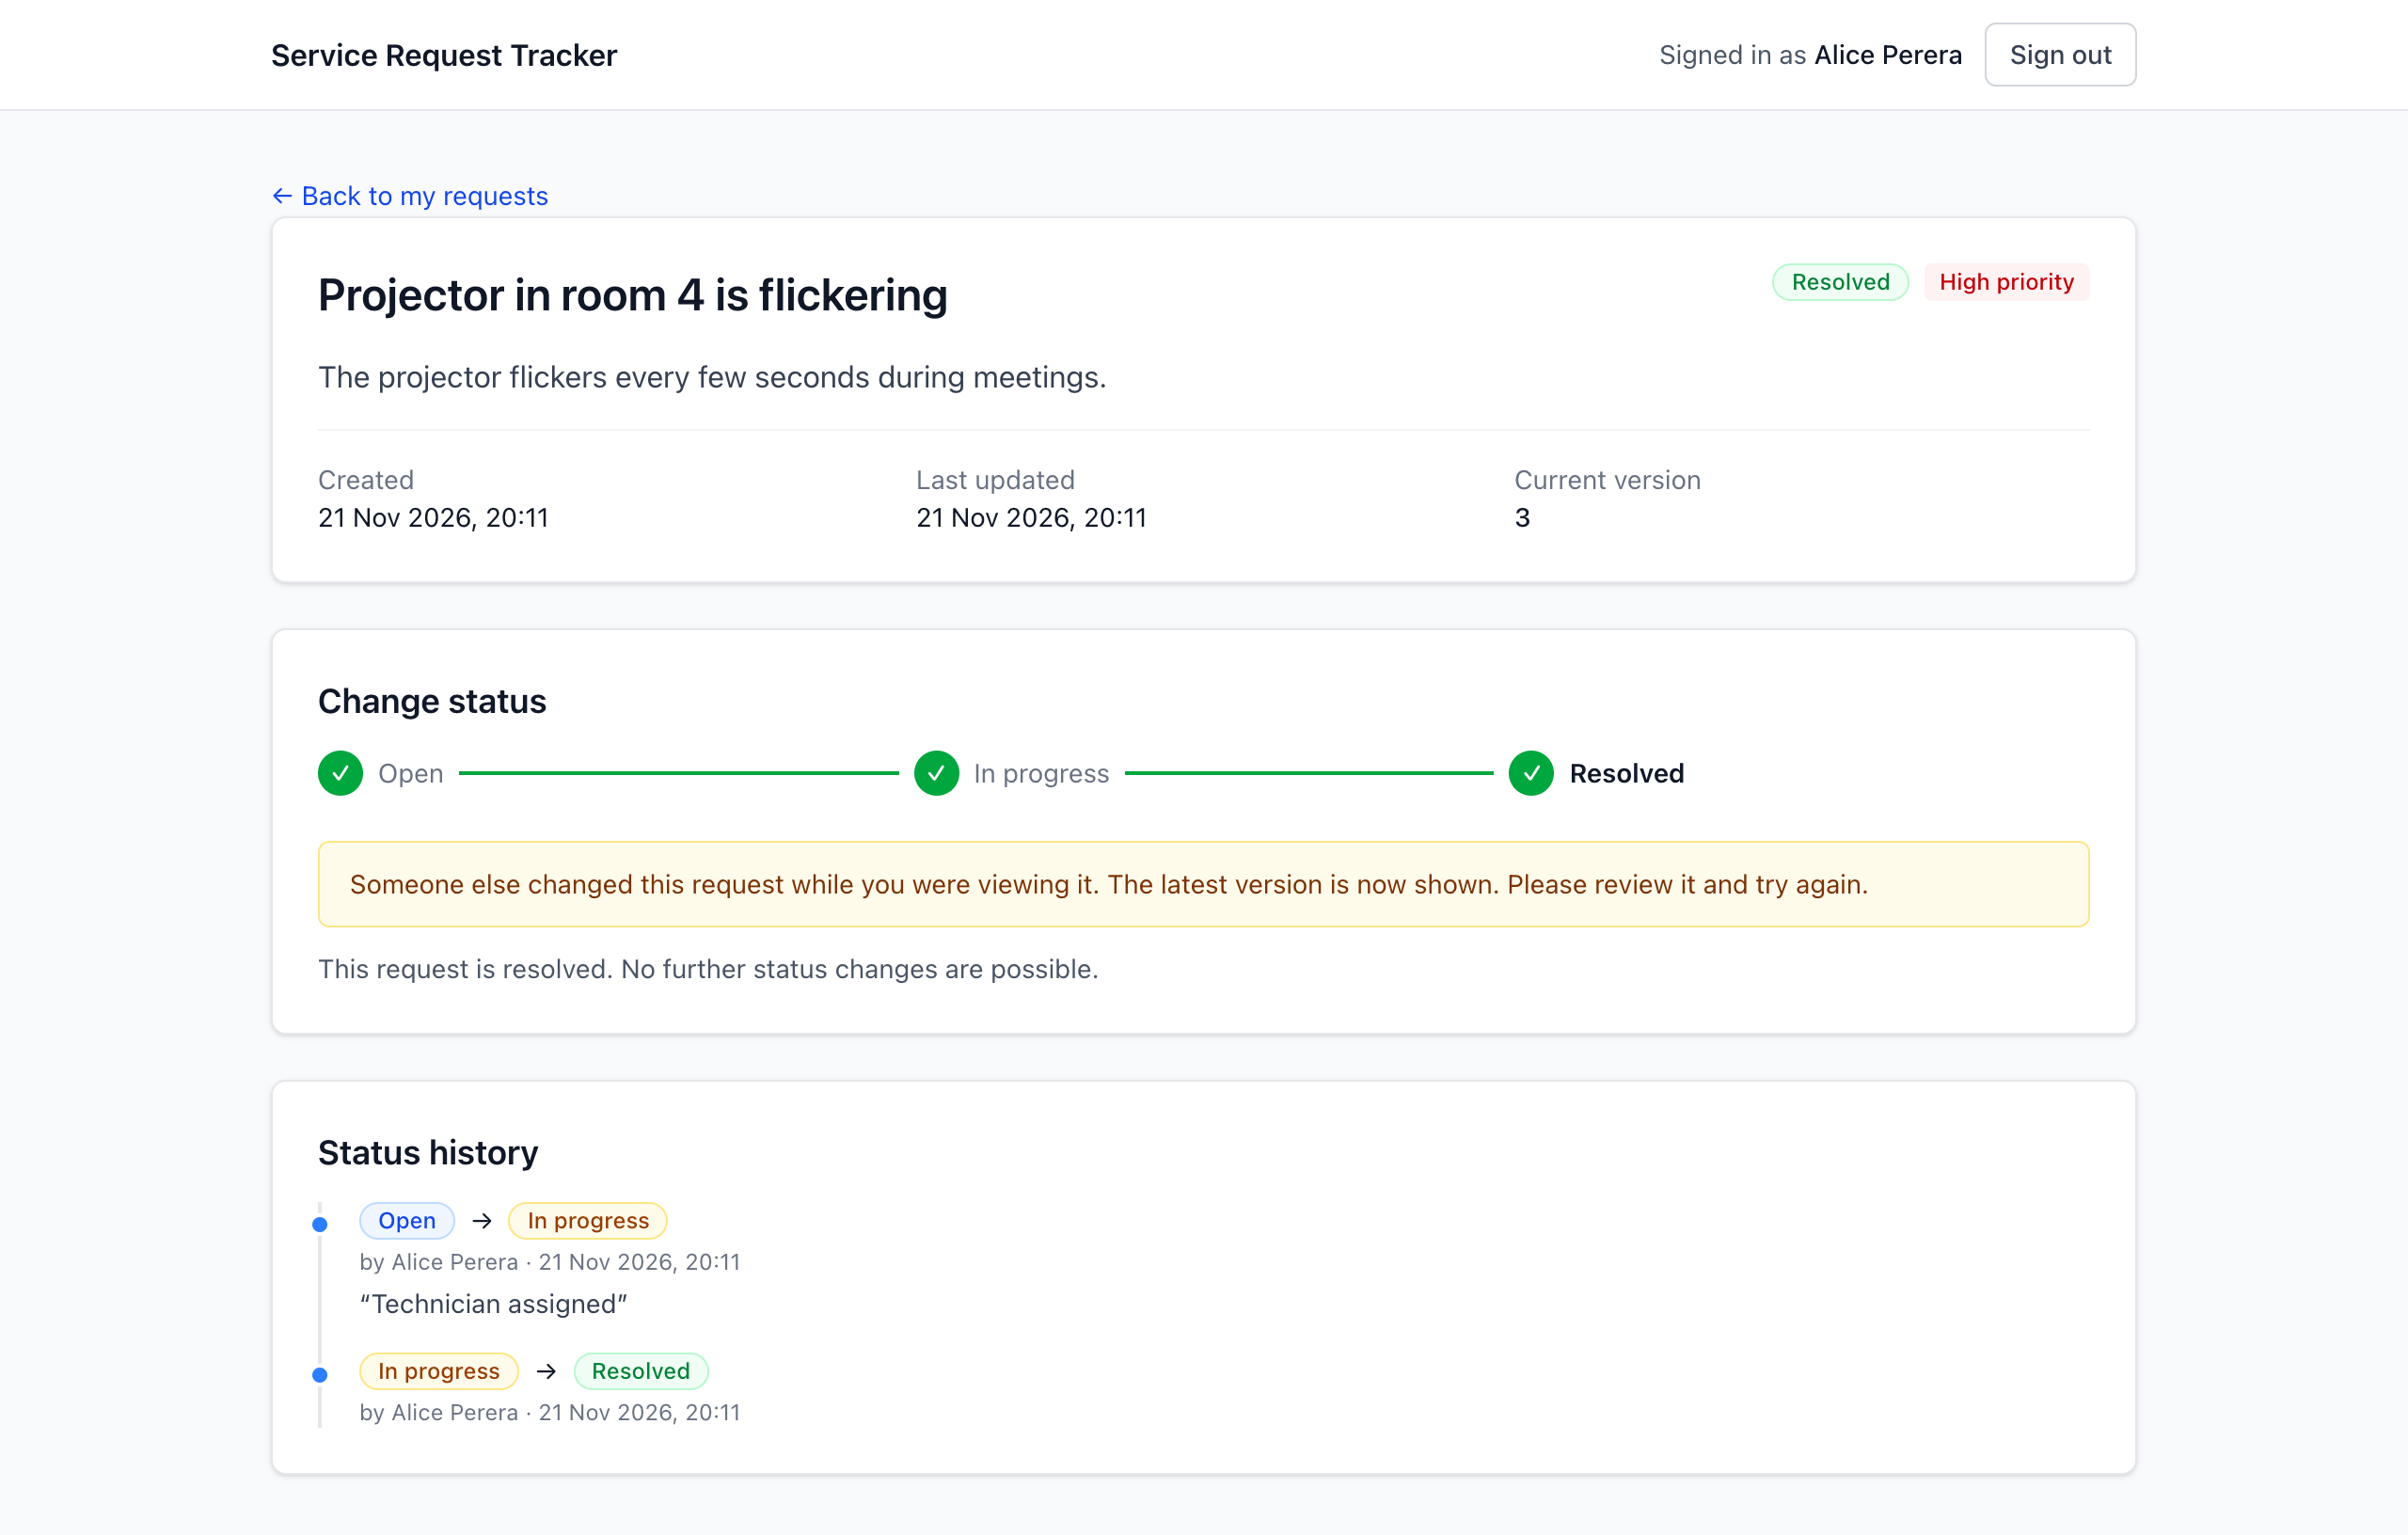 Service Request Tracker
Signed in as Alice Perera
Sign out
← Back to my requests
Projector in room 4 is flickering
Resolved
High priority
The projector flickers every few seconds during meetings.
Created
21 Nov 2026, 20:11
Last updated
21 Nov 2026, 20:11
Current version
3
Change status
Open
In progress
Resolved
Someone else changed this request while you were viewing it. The latest version is now shown. Please review it and try again.
This request is resolved. No further status changes are possible.
Status history
Open → In progress
by Alice Perera · 21 Nov 2026, 20:11
“Technician assigned”
In progress → Resolved
by Alice Perera · 21 Nov 2026, 20:11